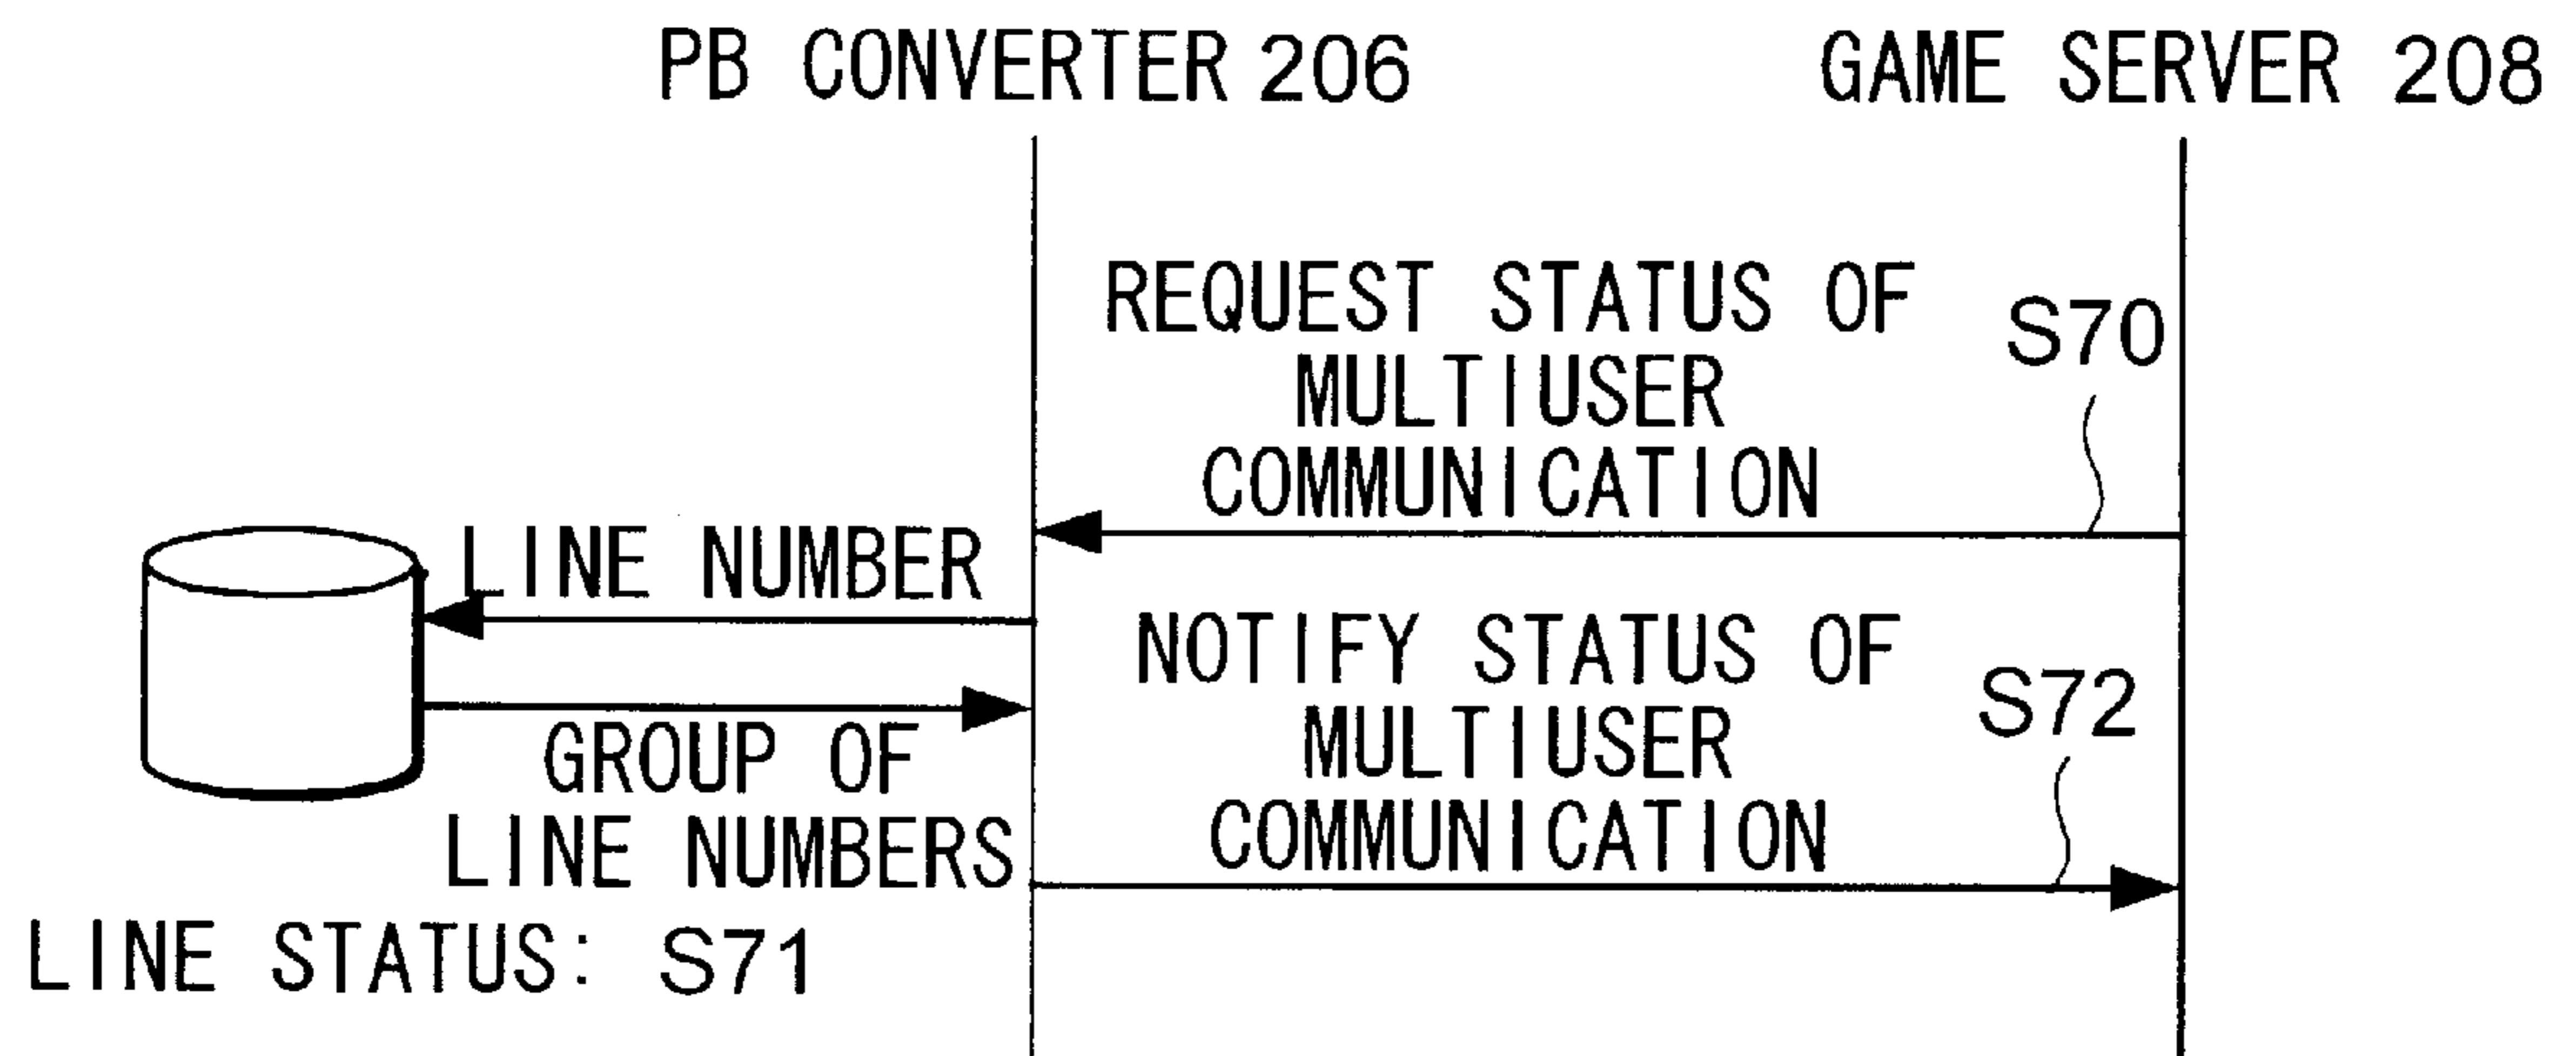 PB CONVERTER 206
GAME SERVER 208
REQUEST STATUS OF
MULTIUSER
COMMUNICATION
S70
LINE NUMBER
GROUP OF
LINE NUMBERS
NOTIFY STATUS OF
MULTIUSER
COMMUNICATION
S72
LINE STATUS: S71